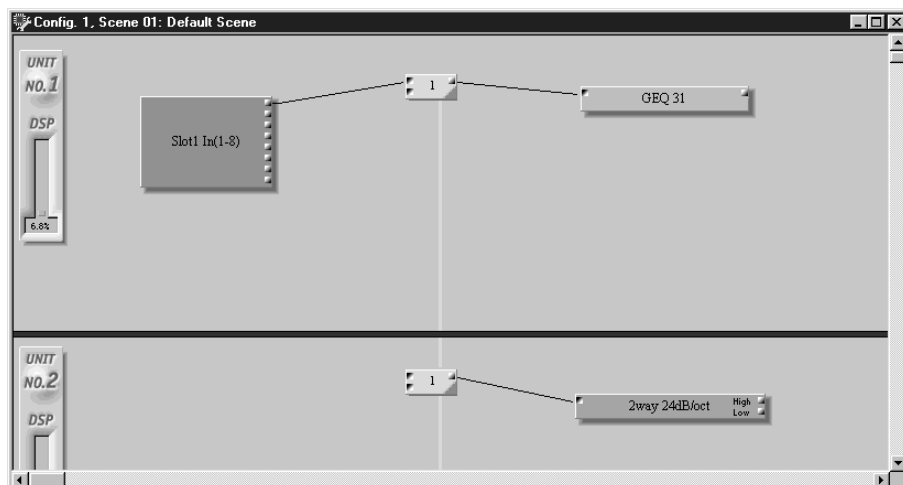 Config. 1, Scene 01: Default Scene
UNIT
NO.1
DSP
6.8%
Slot1 In(1-8)
1
GEQ 31
UNIT
NO.2
DSP
1
2way 24dB/oct
High
Low